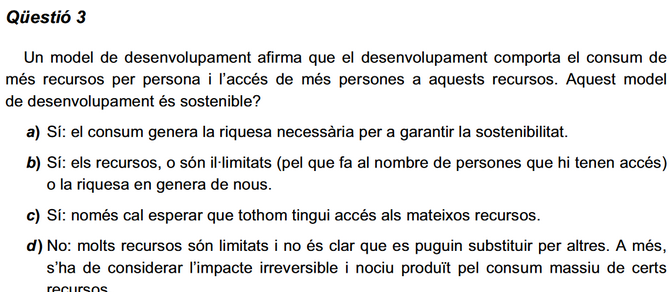 Qüestió 3
Un model de desenvolupament afirma que el desenvolupament comporta el consum de
més recursos per persona i l'accés de més persones a aquests recursos. Aquest model
de desenvolupament és sostenible?
a) Sí: el consum genera la riquesa necessària per a garantir la sostenibilitat.
b) Sí: els recursos, o són il·limitats (pel que fa al nombre de persones que hi tenen accés)
o la riquesa en genera de nous.
c) Sí: només cal esperar que tothom tingui accés als mateixos recursos.
d) No: molts recursos són limitats i no és clar que es puguin substituir per altres. A més,
s'ha de considerar l'impacte irreversible i nociu produït pel consum massiu de certs
recursos